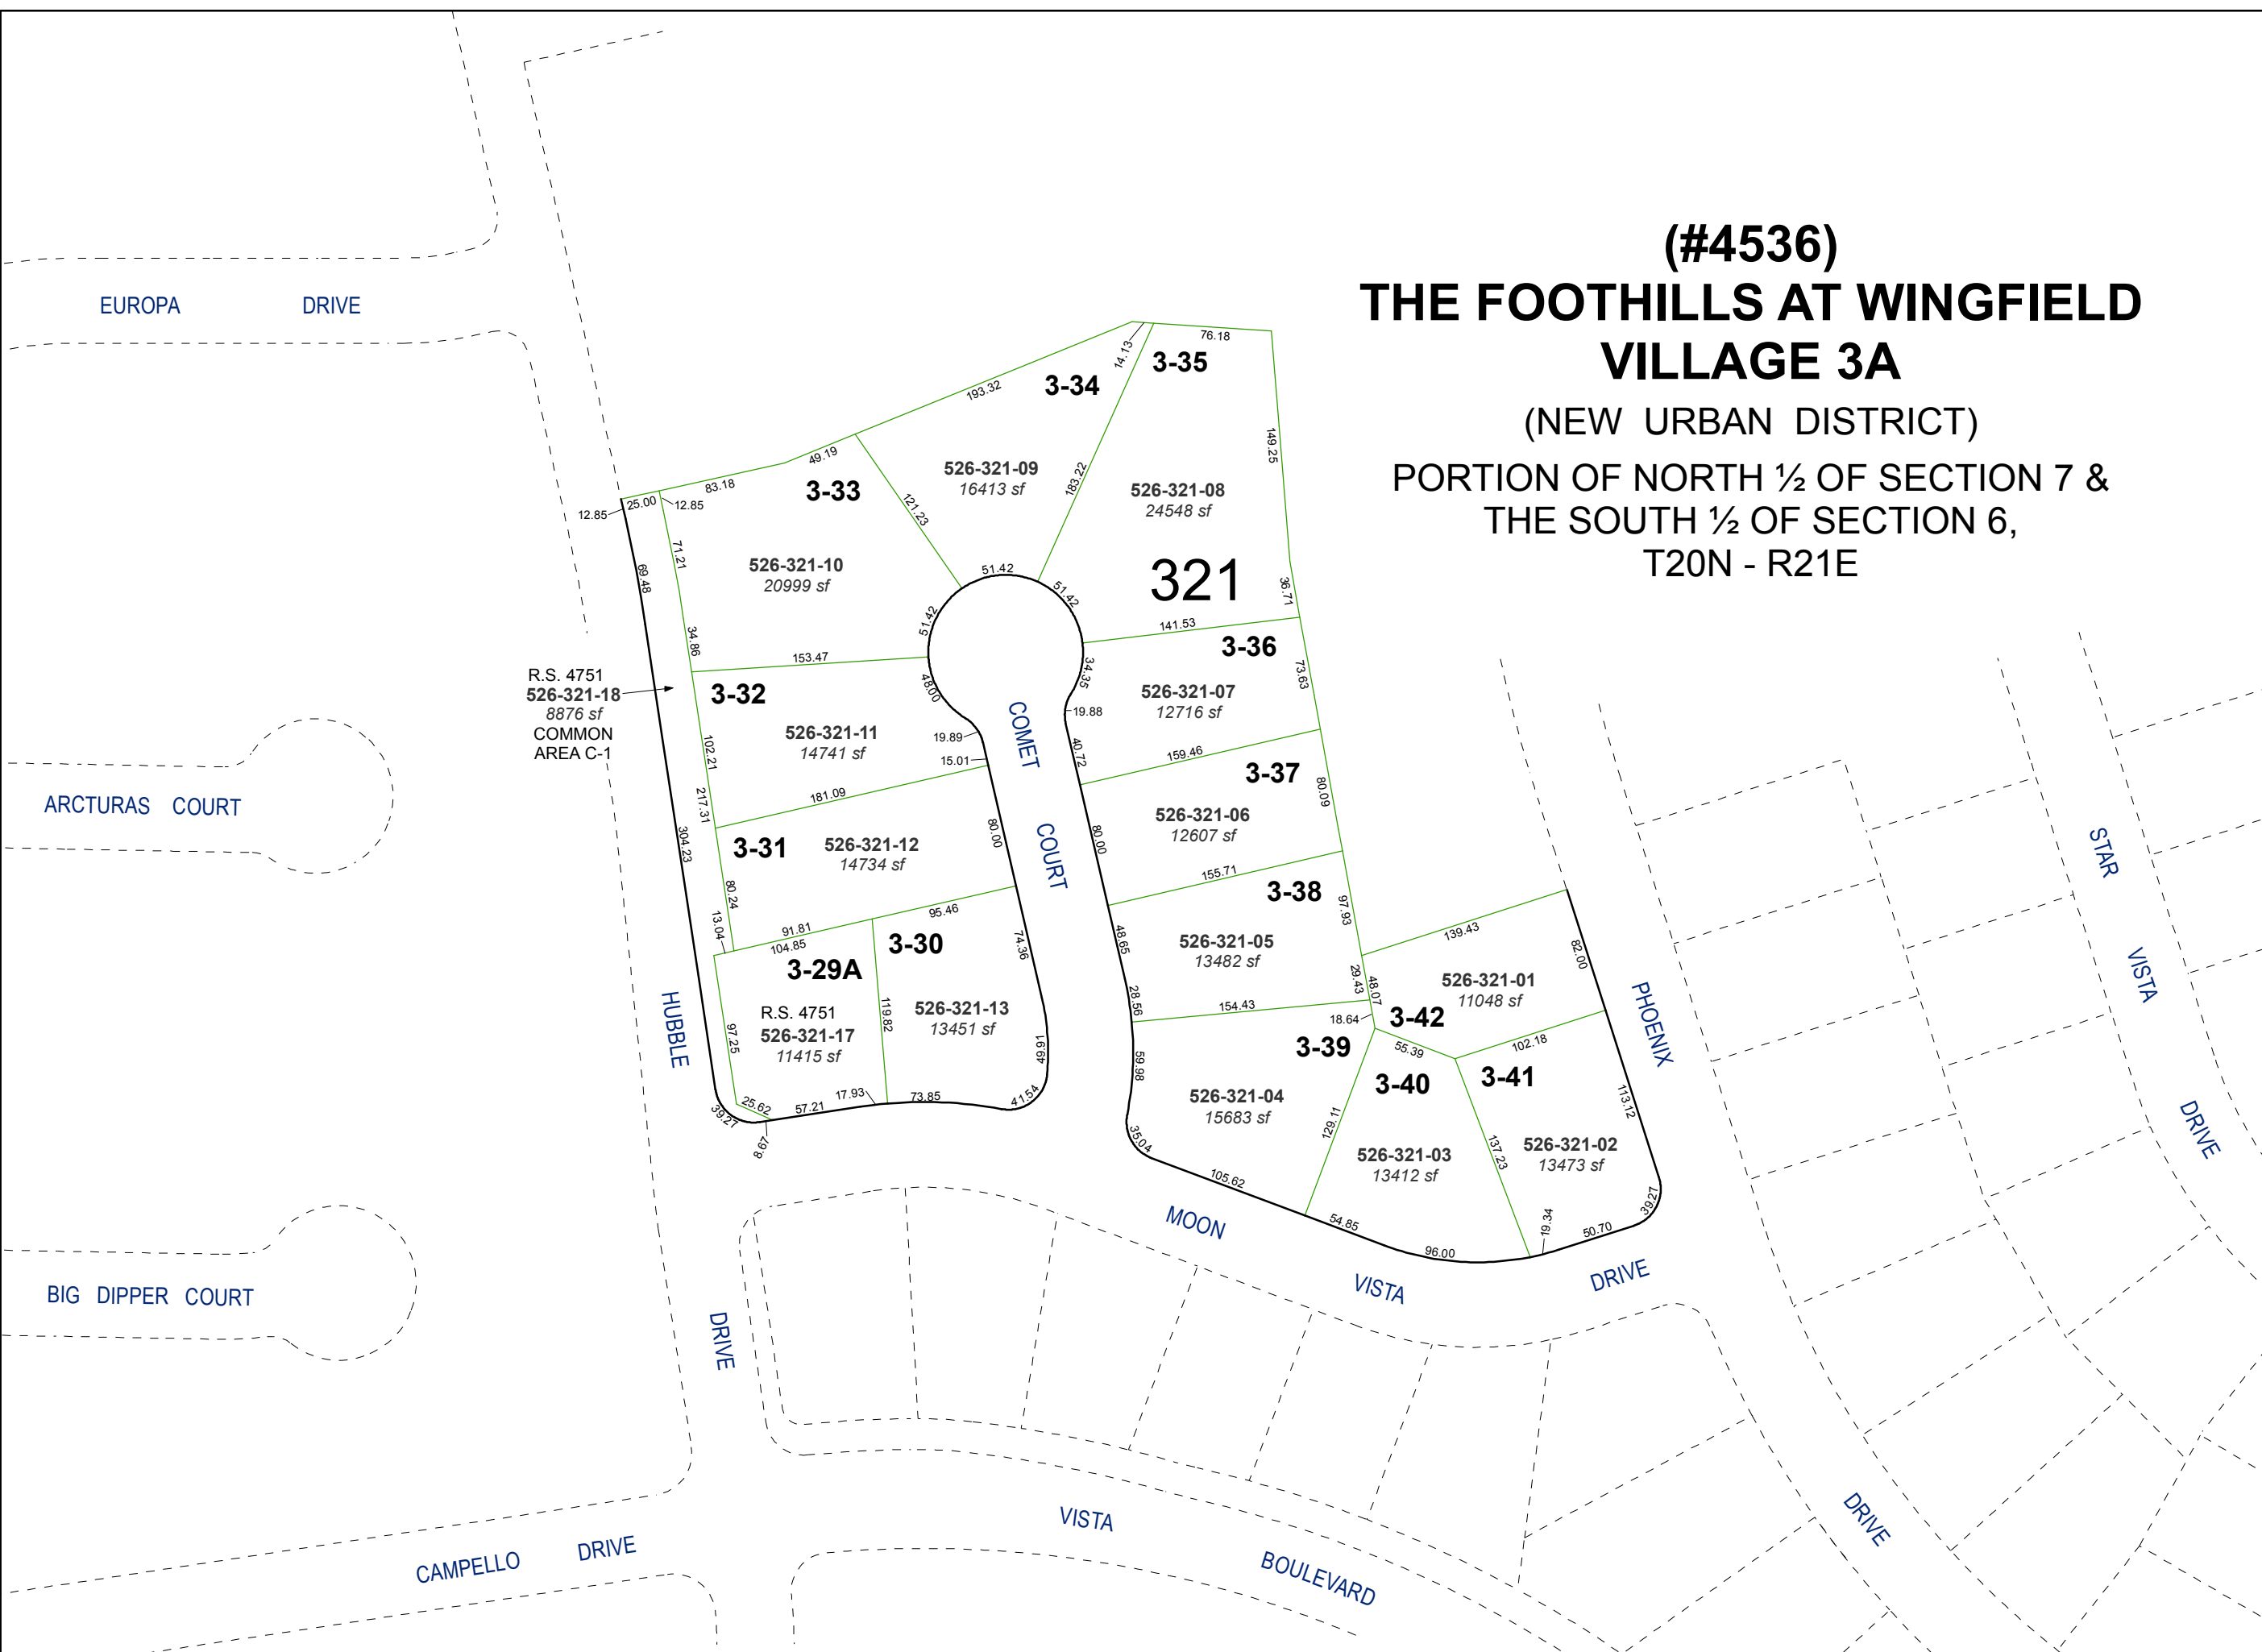 (#4536)
THE FOOTHILLS AT WINGFIELD
VILLAGE 3A
(NEW URBAN DISTRICT)
PORTION OF NORTH ½ OF SECTION 7 &
THE SOUTH ½ OF SECTION 6,
T20N - R21E
EUROPA DRIVE
ARCTURAS COURT
BIG DIPPER COURT
CAMPELLO DRIVE
HUBBLE
DRIVE
COMET
COURT
MOON
VISTA
DRIVE
PHOENIX
DRIVE
STAR
VISTA
DRIVE
VISTA
BOULEVARD
321
3-35
76.18
14.13
3-34
193.32
149.25
49.19
83.18
3-33
25.00
12.85
12.85
526-321-09
16413 sf
183.22
526-321-08
24548 sf
121.23
71.21
69.48
526-321-10
20999 sf
51.42
51.42
51.42
36.71
141.53
3-36
34.86
153.47
34.35
73.63
R.S. 4751
526-321-18
8876 sf
COMMON
AREA C-1
3-32
48.00
526-321-07
12716 sf
19.88
526-321-11
14741 sf
19.89
15.01
102.21
40.72
159.46
3-37
80.09
217.31
181.09
304.23
3-31
526-321-12
14734 sf
80.00
80.00
526-321-06
12607 sf
155.71
3-38
97.93
80.24
13.04
91.81
104.85
95.46
3-30
74.36
48.65
526-321-05
13482 sf
139.43
82.00
3-29A
29.43
48.07
526-321-01
11048 sf
R.S. 4751
526-321-17
11415 sf
97.25
119.82
526-321-13
13451 sf
28.56
154.43
18.64
3-42
49.91
59.98
3-39
55.39
102.18
3-40
3-41
113.12
25.62
39.27
8.67
57.21
17.93
73.85
41.54
526-321-04
15683 sf
129.11
35.04
105.62
526-321-03
13412 sf
137.23
526-321-02
13473 sf
54.85
96.00
19.34
50.70
39.27